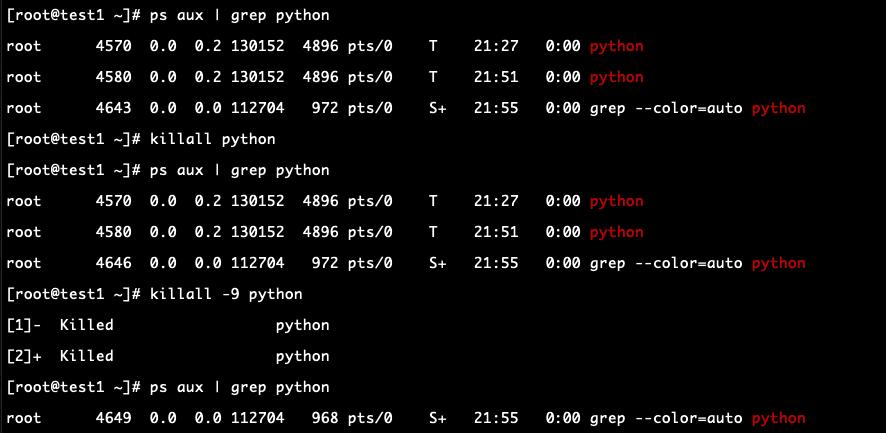 [root@test1 ~]# ps aux | grep python
root      4570  0.0  0.2 130152  4896 pts/0    T    21:27   0:00 python
root      4580  0.0  0.2 130152  4896 pts/0    T    21:51   0:00 python
root      4643  0.0  0.0 112704   972 pts/0    S+   21:55   0:00 grep --color=auto python
[root@test1 ~]# killall python
[root@test1 ~]# ps aux | grep python
root      4570  0.0  0.2 130152  4896 pts/0    T    21:27   0:00 python
root      4580  0.0  0.2 130152  4896 pts/0    T    21:51   0:00 python
root      4646  0.0  0.0 112704   972 pts/0    S+   21:55   0:00 grep --color=auto python
[root@test1 ~]# killall -9 python
[1]-  Killed                  python
[2]+  Killed                  python
[root@test1 ~]# ps aux | grep python
root      4649  0.0  0.0 112704   968 pts/0    S+   21:55   0:00 grep --color=auto python